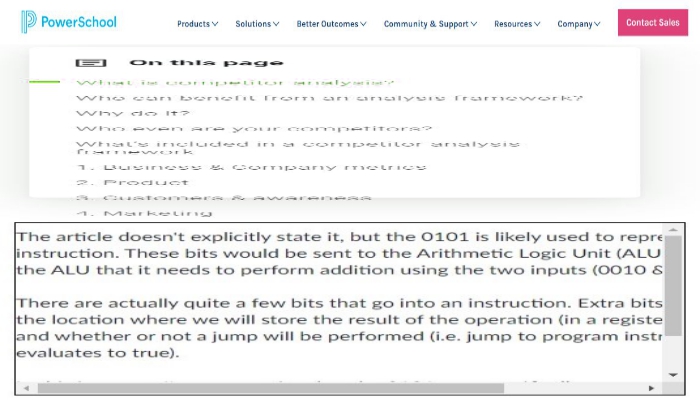 PowerSchool
Products Solutions Better Outcomes Community & Support Resources Company Contact Sales
On this page
What is competitor analysis?
Who can benefit from an analysis framework?
Why do it?
Who even are your competitors?
What's included in a competitor analysis
framework
1. Business & Company metrics
2. Product
3. Customers & awareness
4. Marketing
The article doesn't explicitly state it, but the 0101 is likely used to repre
instruction. These bits would be sent to the Arithmetic Logic Unit (ALU
the ALU that it needs to perform addition using the two inputs (0010 &
There are actually quite a few bits that go into an instruction. Extra bits
the location where we will store the result of the operation (in a registe
and whether or not a jump will be performed (i.e. jump to program instr
evaluates to true).